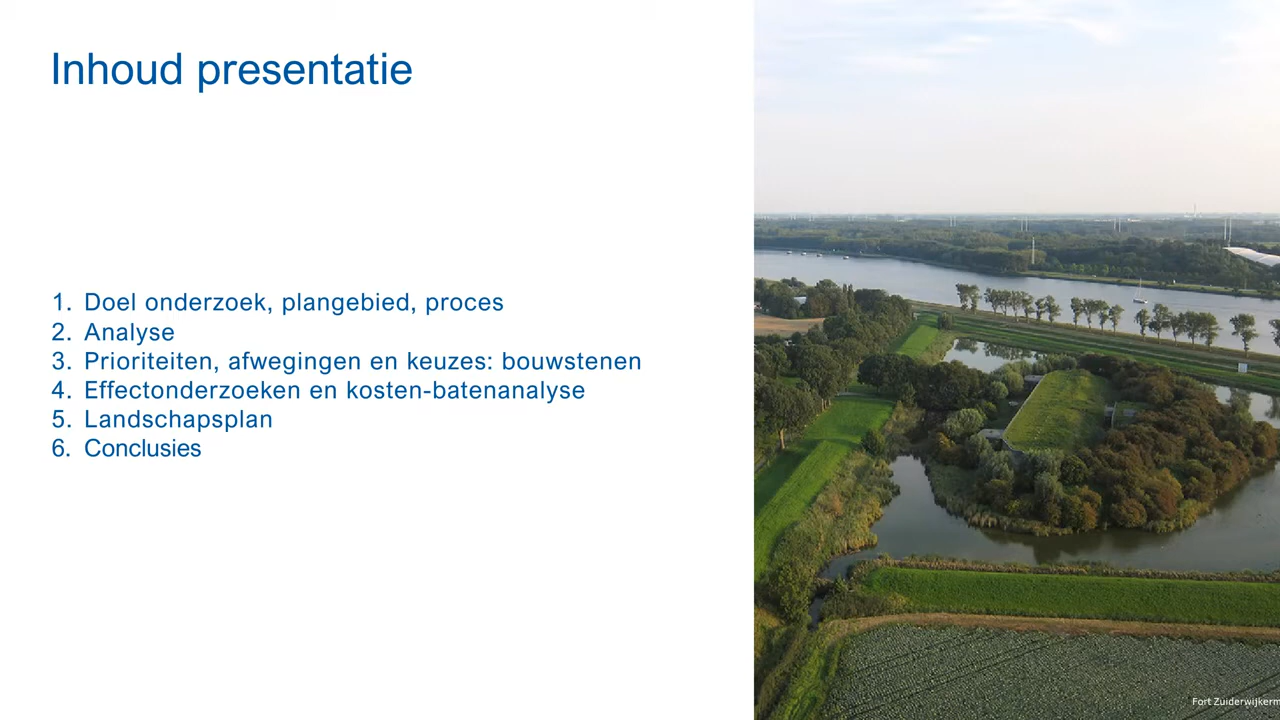 Inhoud presentatie
1. Doel onderzoek, plangebied, proces
2. Analyse
3. Prioriteiten, afwegingen en keuzes: bouwstenen
4. Effectonderzoeken en kosten-batenanalyse
5. Landschapsplan
6. Conclusies
Fort